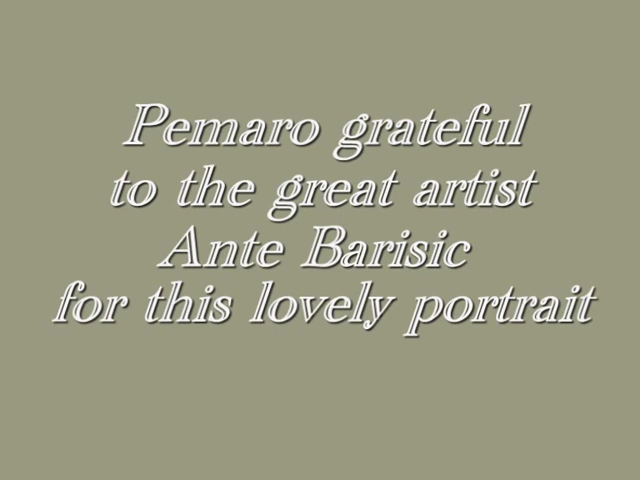 Pemaro grateful
to the great artist
Ante Barisic
for this lovely portrait